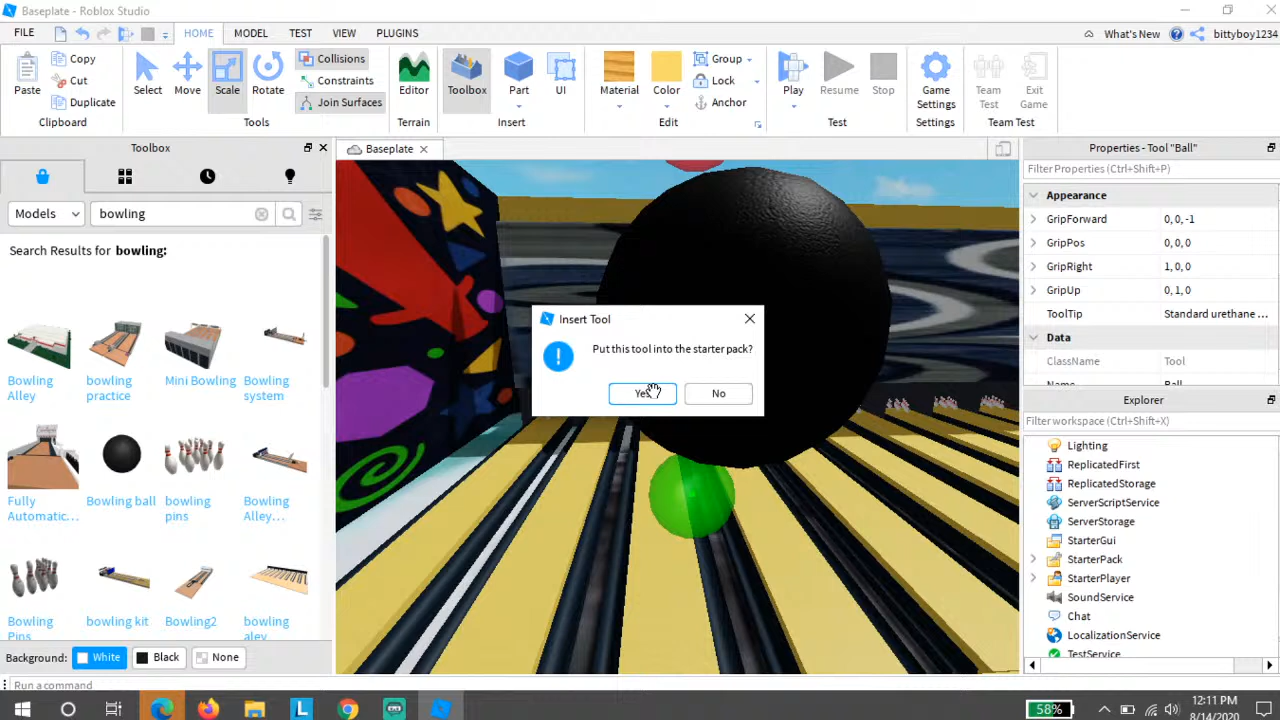 Baseplate - Roblox Studio
FILE
HOME
MODEL
TEST
VIEW
PLUGINS
What's New
bittyboy1234
Paste
Copy
Cut
Duplicate
Clipboard
Select
Move
Scale
Rotate
Tools
Collisions
Constraints
Join Surfaces
Editor
Terrain
Toolbox
Part
UI
Insert
Material
Color
Group
Lock
Anchor
Edit
Play
Resume
Stop
Test
Game Settings
Settings
Team Test
Exit Game
Team Test
Toolbox
Models
bowling
Search Results for bowling:
Bowling Alley
bowling practice
Mini Bowling
Bowling system
Fully Automatic...
Bowling ball
bowling pins
Bowling Alley...
Bowling Pins
bowling kit
Bowling2
bowling aley
Background:
White
Black
None
Run a command
Baseplate
Insert Tool
Put this tool into the starter pack?
Yes
No
Properties - Tool "Ball"
Filter Properties (Ctrl+Shift+P)
Appearance
GripForward 0, 0, -1
GripPos 0, 0, 0
GripRight 1, 0, 0
GripUp 0, 1, 0
ToolTip Standard urethane ...
Data
ClassName Tool
Name Ball
Explorer
Filter workspace (Ctrl+Shift+X)
Lighting
ReplicatedFirst
ReplicatedStorage
ServerScriptService
ServerStorage
StarterGui
StarterPack
StarterPlayer
SoundService
Chat
LocalizationService
TestService
58%
12:11 PM
8/14/2020